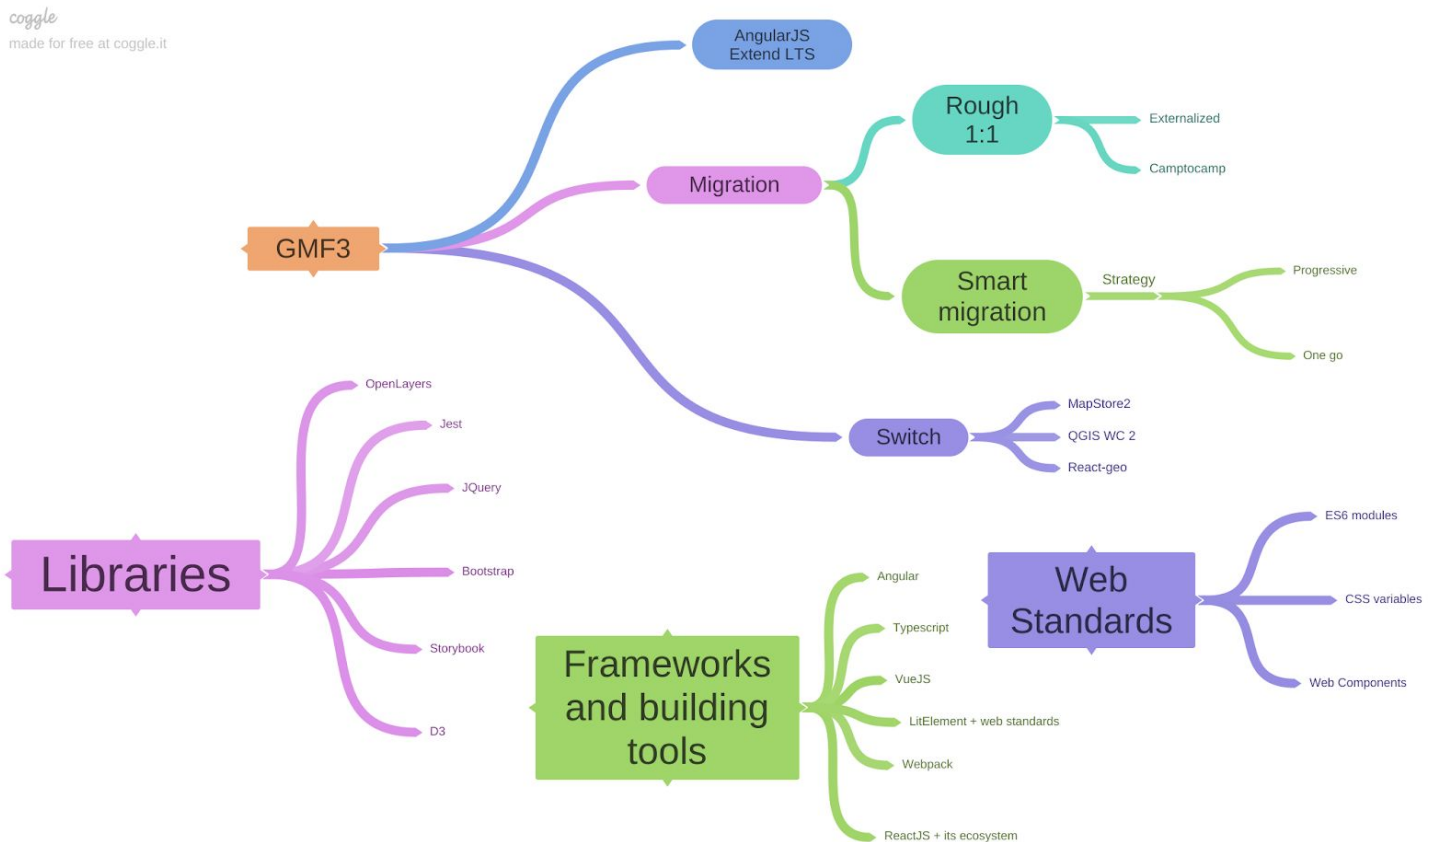 coggle
made for free at coggle.it
AngularJS
Extend LTS
Rough
1:1
Externalized
Camptocamp
Migration
GMF3
Smart
migration
Strategy
Progressive
One go
OpenLayers
Jest
JQuery
Switch
MapStore2
QGIS WC 2
React-geo
Libraries
Bootstrap
Storybook
D3
Web
Standards
ES6 modules
CSS variables
Web Components
Frameworks
and building
tools
Angular
Typescript
VueJS
LitElement + web standards
Webpack
ReactJS + its ecosystem